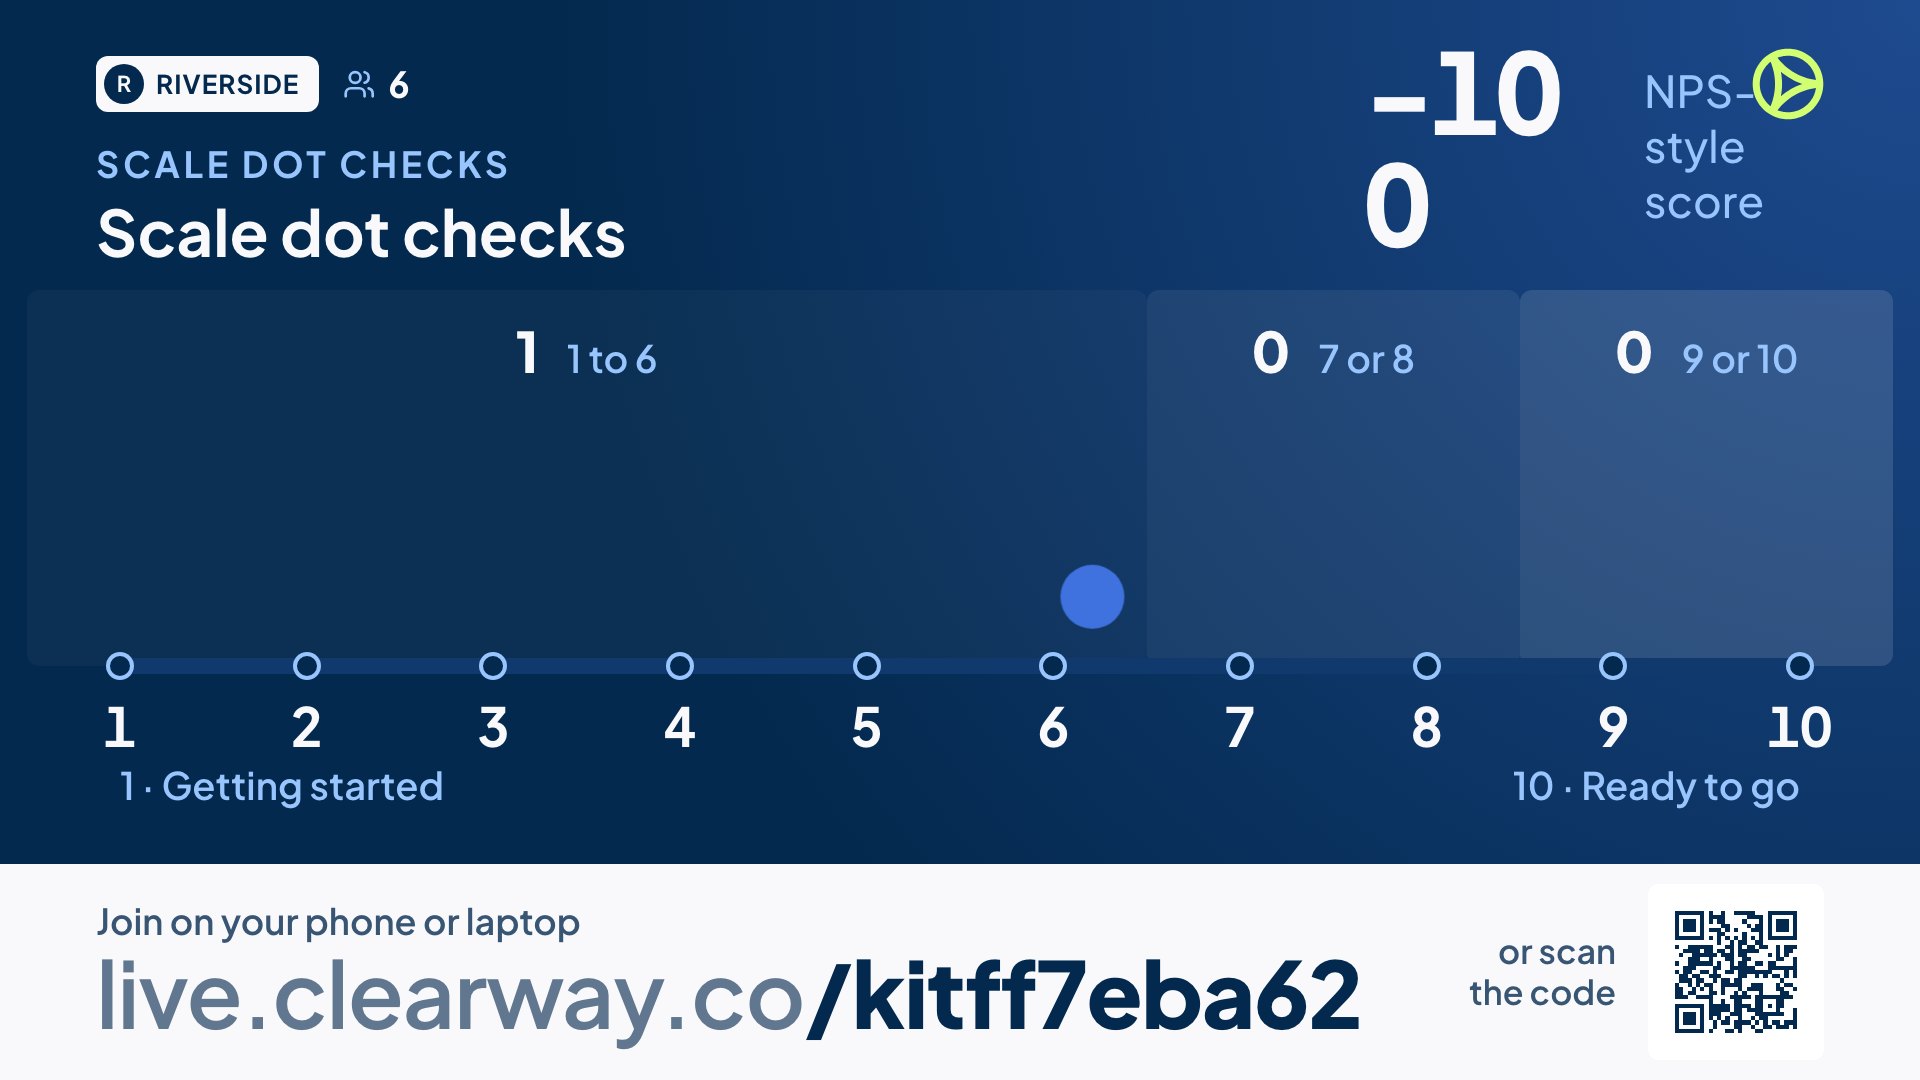 R RIVERSIDE 6
SCALE DOT CHECKS
Scale dot checks
−10
0
NPS-
style
score
1 1 to 6
0 7 or 8
0 9 or 10
1 2 3 4 5 6 7 8 9 10
1 · Getting started
10 · Ready to go
Join on your phone or laptop
live.clearway.co/kitff7eba62
or scan
the code